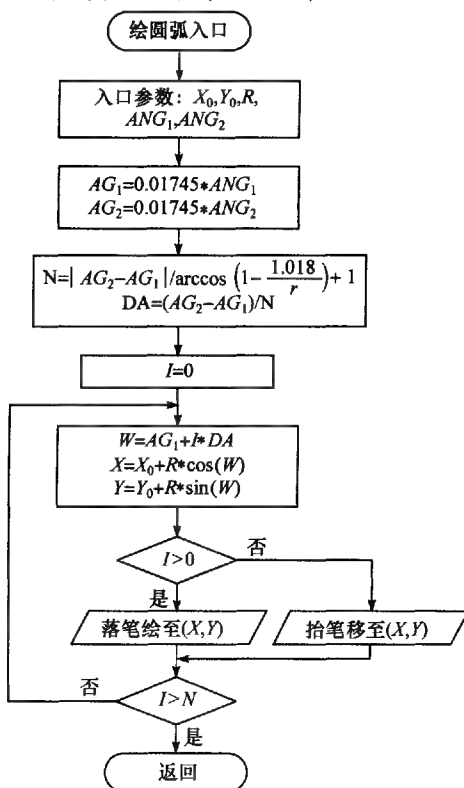 绘圆弧入口
入口参数：X₀,Y₀,R,
ANG₁,ANG₂
AG₁=0.01745*ANG₁
AG₂=0.01745*ANG₂
N=| AG₂−AG₁ |/arccos (1−1.018/r)+ 1
DA=(AG₂−AG₁)/N
I=0
W=AG₁+I*DA
X=X₀+R*cos(W)
Y=Y₀+R*sin(W)
I>0
否
是
落笔绘至(X,Y)
抬笔移至(X,Y)
否
I>N
是
返回